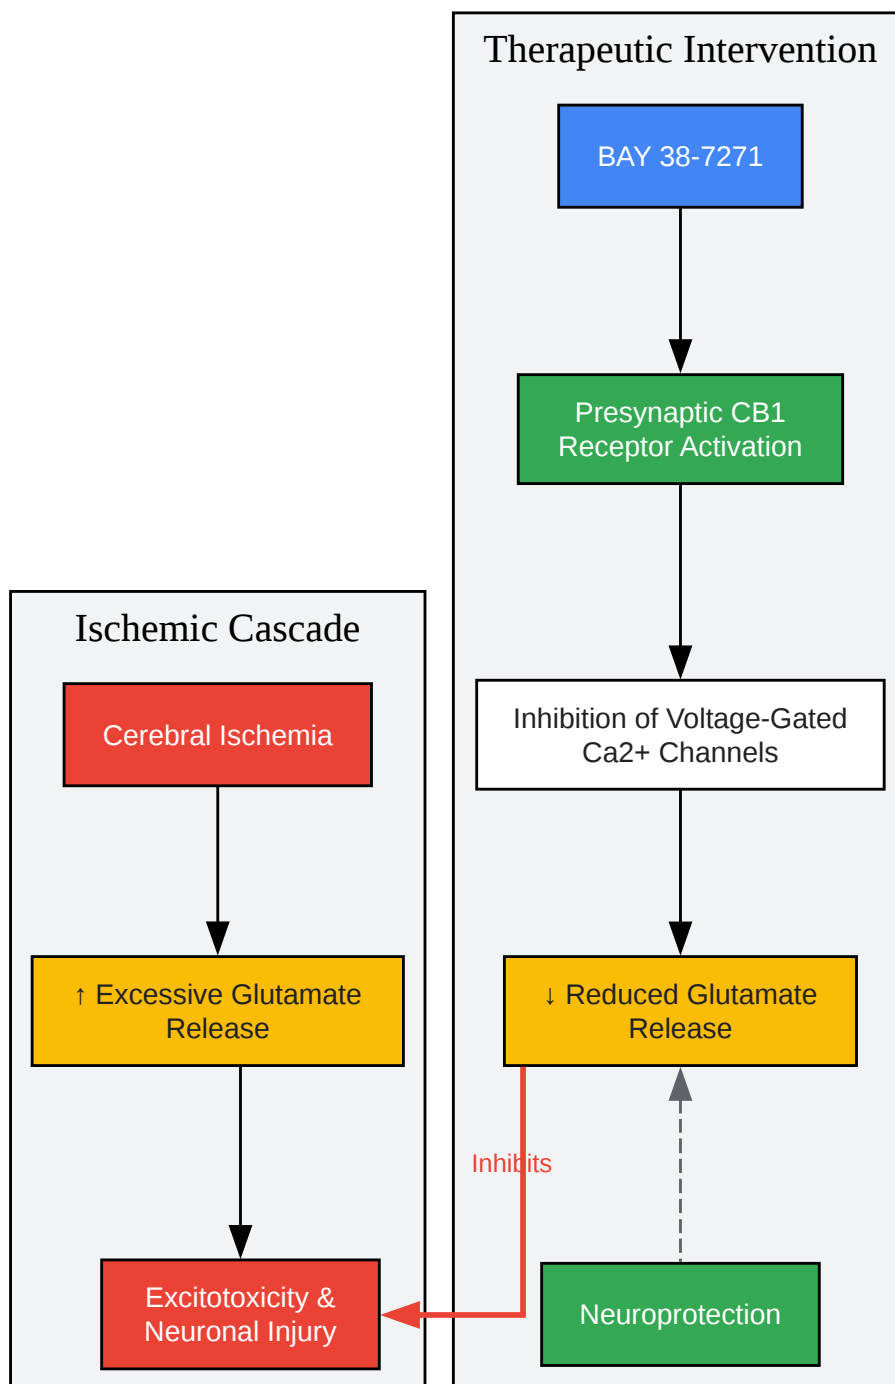 Therapeutic Intervention
BAY 38-7271
Presynaptic CB1
Receptor Activation
Inhibition of Voltage-Gated
Ca2+ Channels
↓ Reduced Glutamate
Release
Inhibits
Neuroprotection
Ischemic Cascade
Cerebral Ischemia
↑ Excessive Glutamate
Release
Excitotoxicity &
Neuronal Injury